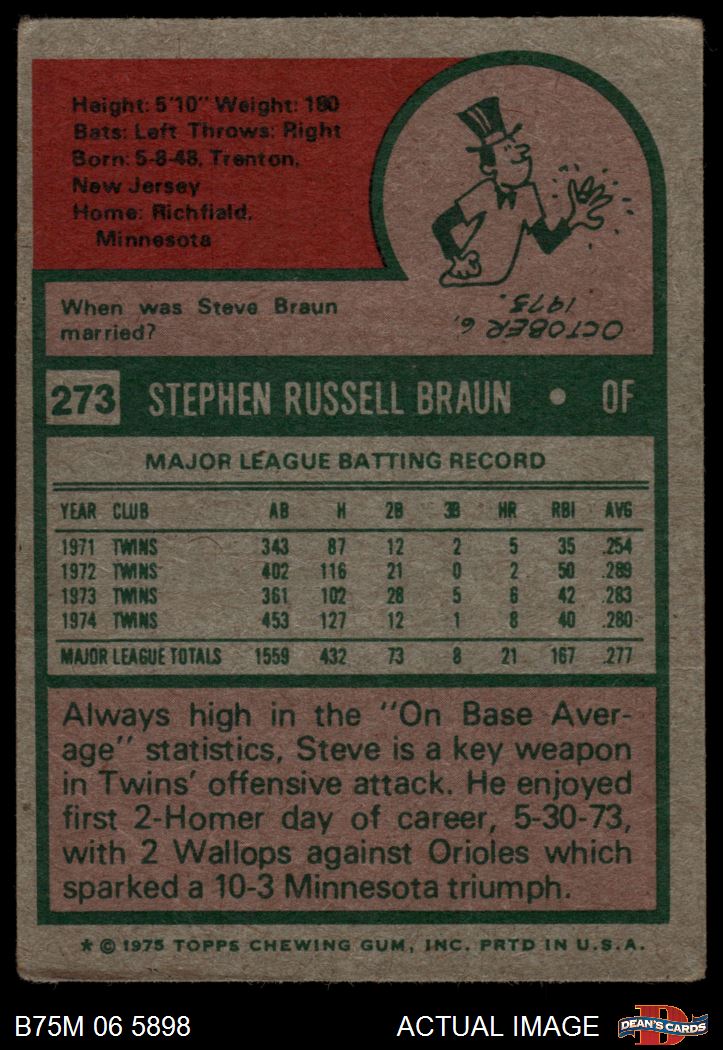 Height: 5'10" Weight: 180
Bats: Left Throws: Right
Born: 5-8-48, Trenton,
New Jersey
Home: Richfield,
Minnesota
When was Steve Braun
married?
OCTOBER 6,
1973.
273 STEPHEN RUSSELL BRAUN • OF
MAJOR LEAGUE BATTING RECORD
YEAR CLUB AB H 2B 3B HR RBI AVG
1971 TWINS 343 87 12 2 5 35 .254
1972 TWINS 402 116 21 0 2 50 .289
1973 TWINS 361 102 28 5 6 42 .283
1974 TWINS 453 127 12 1 8 40 .280
MAJOR LEAGUE TOTALS 1559 432 73 8 21 167 .277
Always high in the "On Base Aver-
age" statistics, Steve is a key weapon
in Twins' offensive attack. He enjoyed
first 2-Homer day of career, 5-30-73,
with 2 Wallops against Orioles which
sparked a 10-3 Minnesota triumph.
* © 1975 TOPPS CHEWING GUM, INC. PRTD IN U.S.A.
B75M 06 5898 ACTUAL IMAGE
D
DEAN'S CARDS